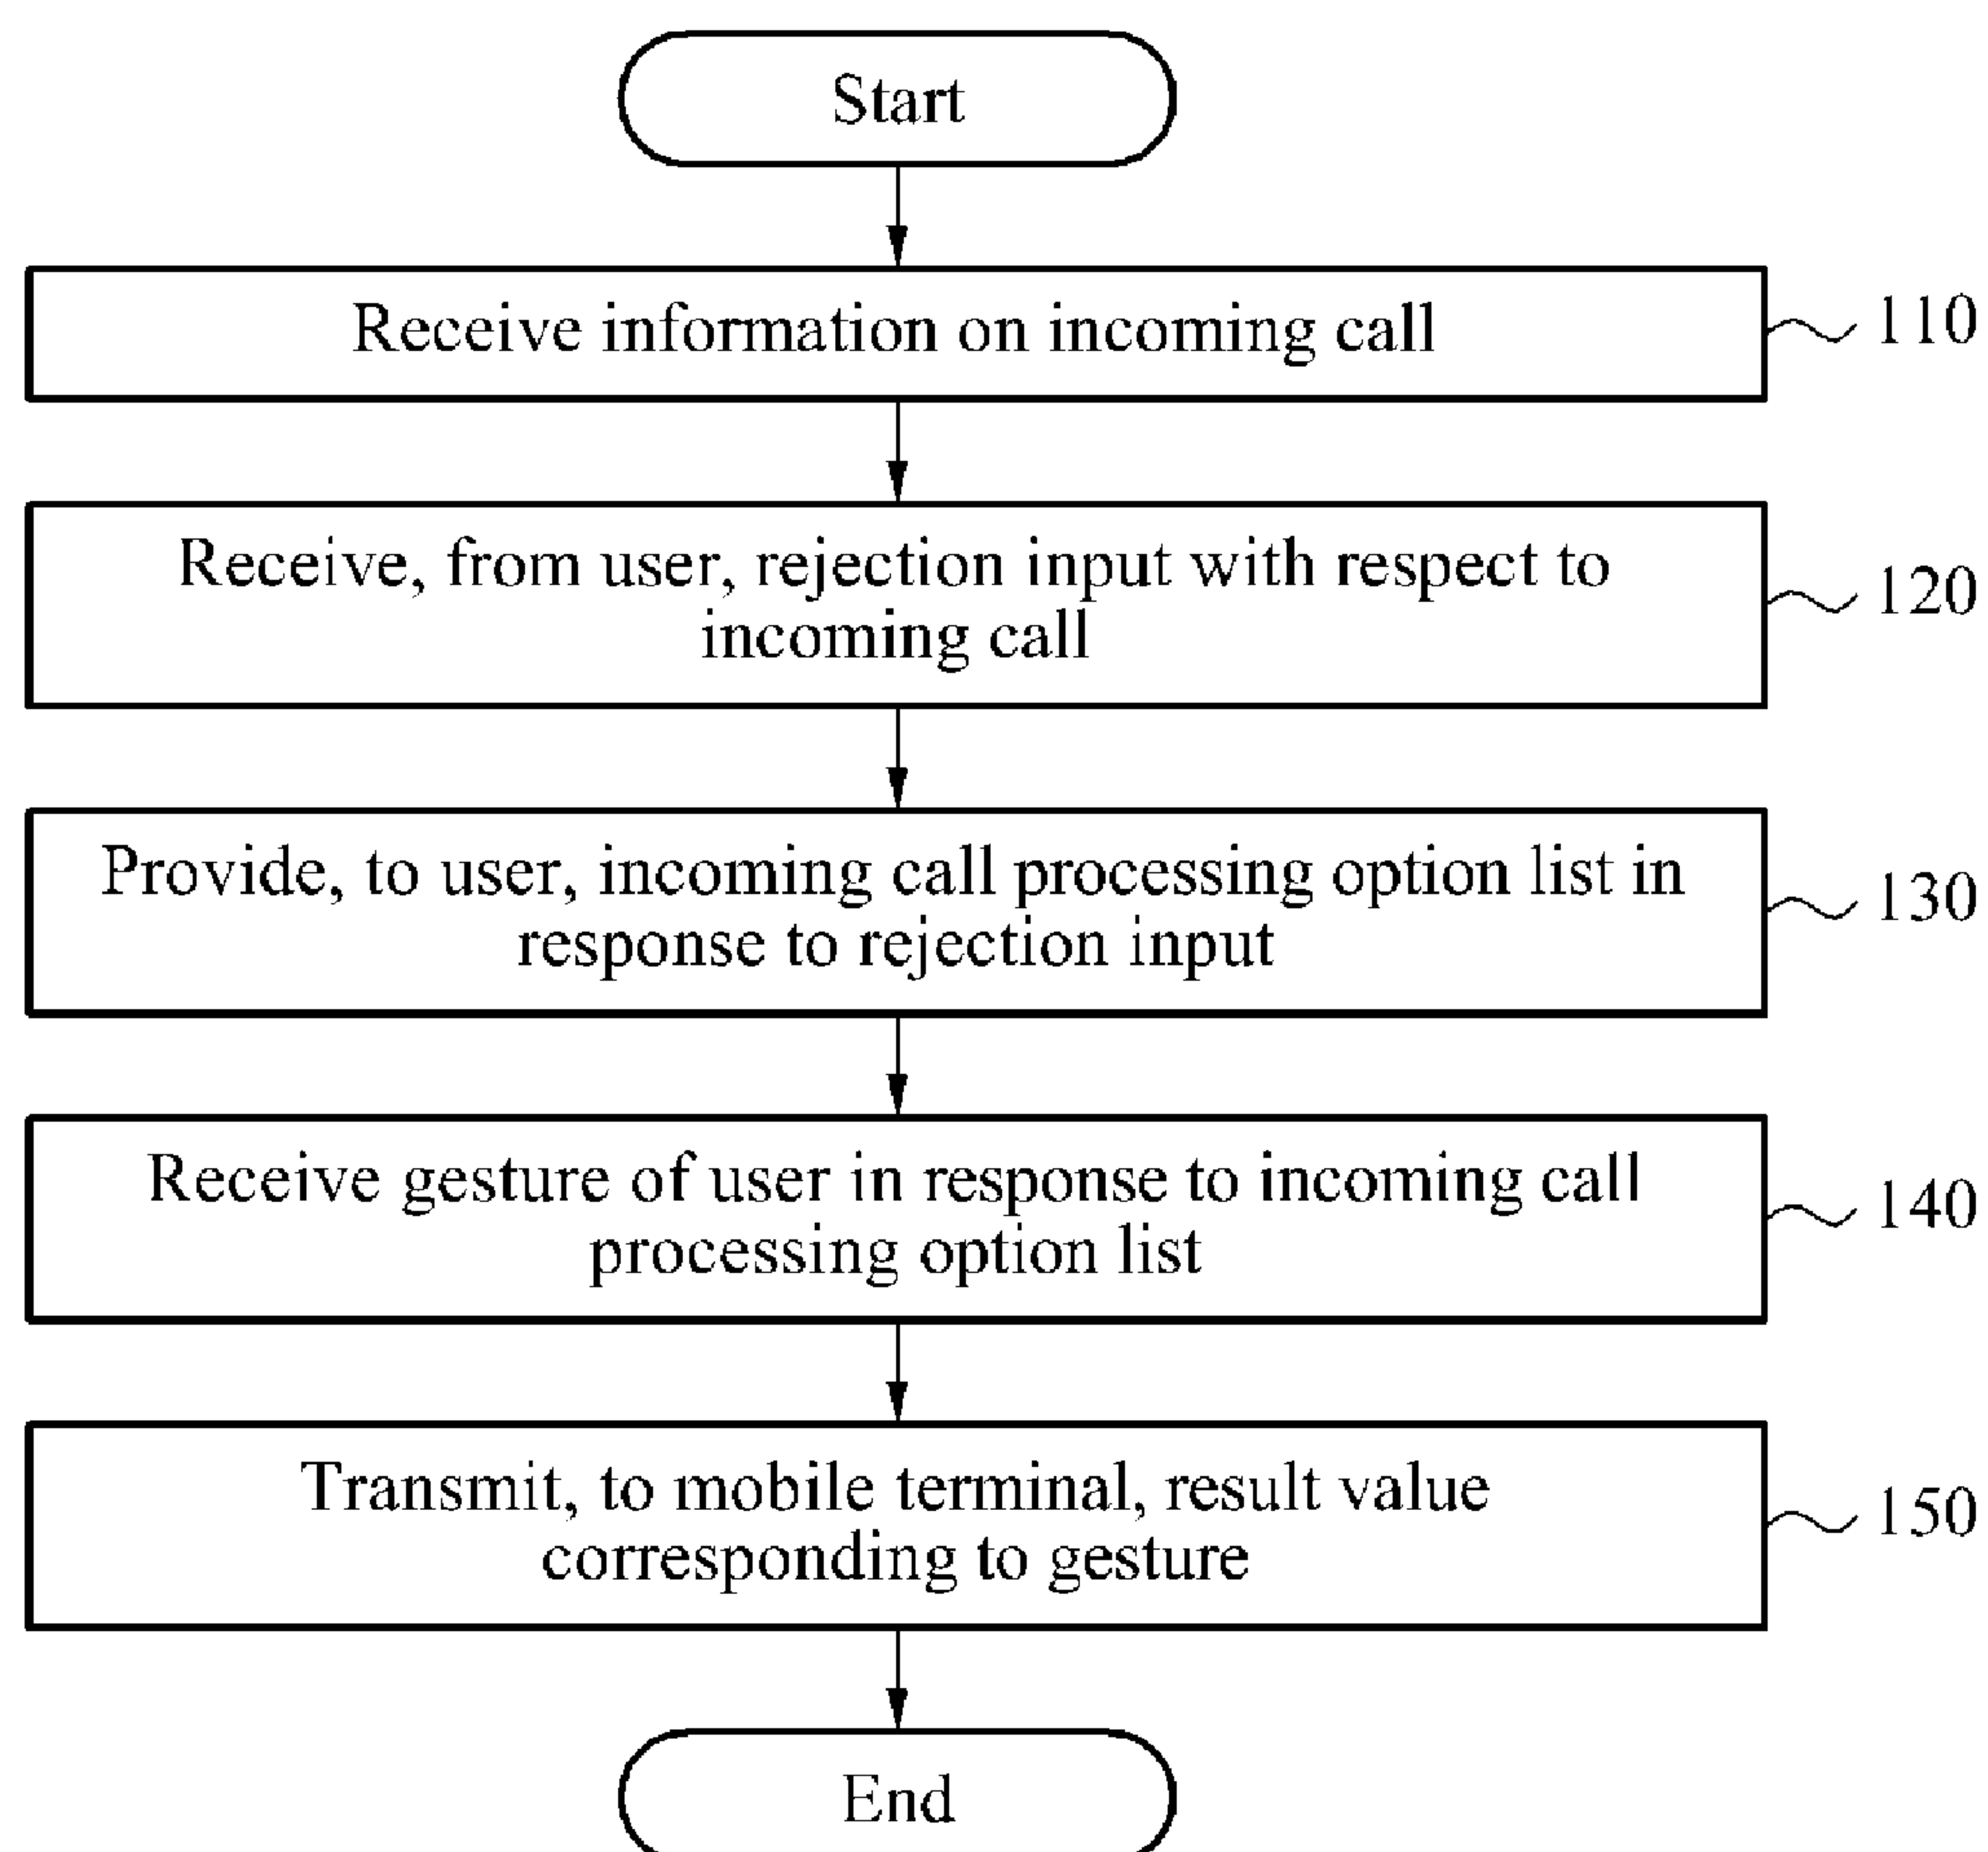 Start
Receive information on incoming call
110
Receive, from user, rejection input with respect to
incoming call
120
Provide, to user, incoming call processing option list in
response to rejection input
130
Receive gesture of user in response to incoming call
processing option list
140
Transmit, to mobile terminal, result value
corresponding to gesture
150
End